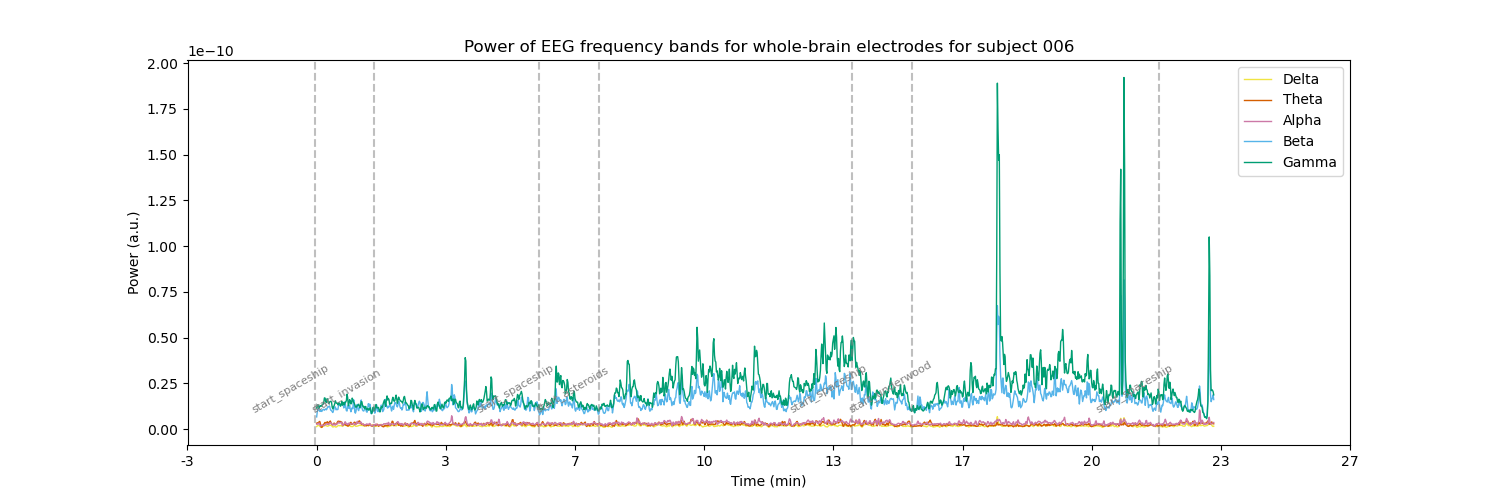 Power of EEG frequency bands for whole-brain electrodes for subject 006
1e−10
2.00
1.75
1.50
1.25
1.00
0.75
0.50
0.25
0.00
Power (a.u.)
Delta
Theta
Alpha
Beta
Gamma
start_spaceship
start_invasion
start_spaceship
start_spaceship
start_spaceship
-3
0
3
7
10
13
17
20
23
27
Time (min)